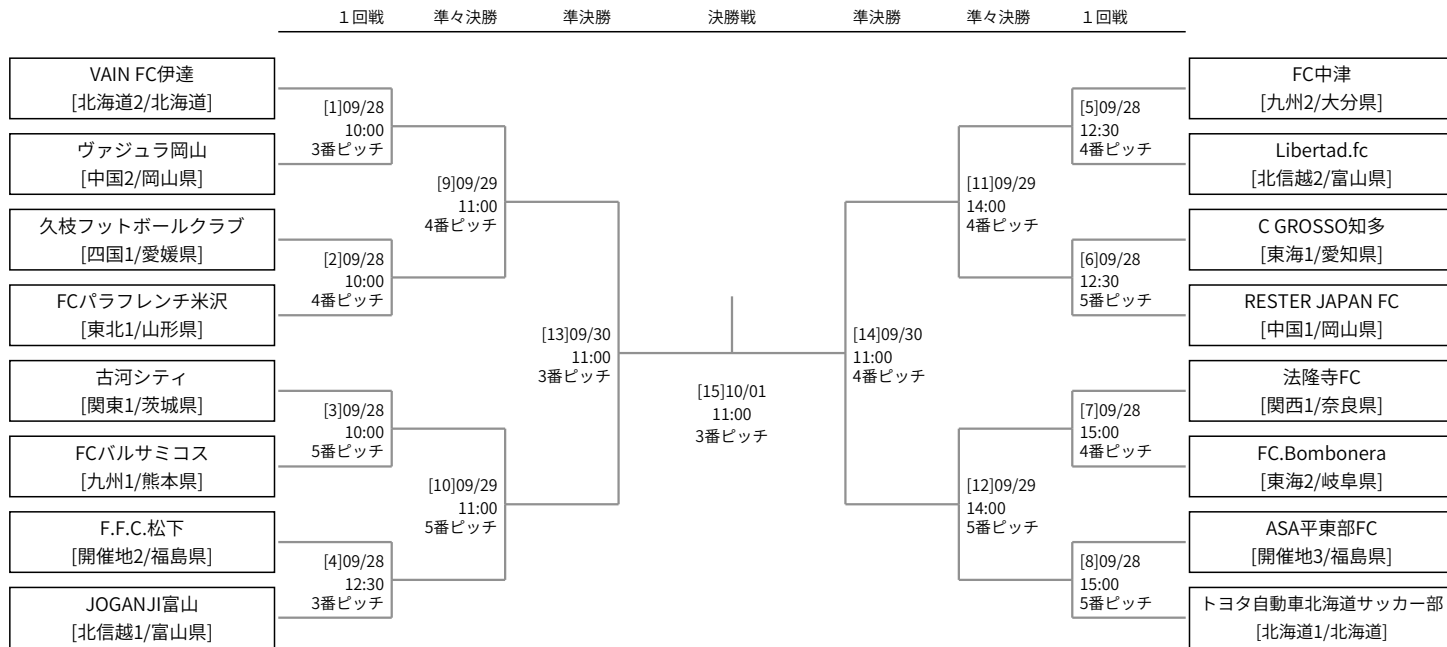 １回戦 準々決勝 準決勝 決勝戦 準決勝 準々決勝 １回戦
VAIN FC伊達
[北海道2/北海道]
[1]09/28
10:00
3番ピッチ
ヴァジュラ岡山
[中国2/岡山県]
[9]09/29
11:00
4番ピッチ
久枝フットボールクラブ
[四国1/愛媛県]
[2]09/28
10:00
4番ピッチ
FCパラフレンチ米沢
[東北1/山形県]
[13]09/30
11:00
3番ピッチ
古河シティ
[関東1/茨城県]
[3]09/28
10:00
5番ピッチ
FCバルサミコス
[九州1/熊本県]
[10]09/29
11:00
5番ピッチ
F.F.C.松下
[開催地2/福島県]
[4]09/28
12:30
3番ピッチ
JOGANJI富山
[北信越1/富山県]
[15]10/01
11:00
3番ピッチ
FC中津
[九州2/大分県]
[5]09/28
12:30
4番ピッチ
Libertad.fc
[北信越2/富山県]
[11]09/29
14:00
4番ピッチ
C GROSSO知多
[東海1/愛知県]
[6]09/28
12:30
5番ピッチ
RESTER JAPAN FC
[中国1/岡山県]
[14]09/30
11:00
4番ピッチ
法隆寺FC
[関西1/奈良県]
[7]09/28
15:00
4番ピッチ
FC.Bombonera
[東海2/岐阜県]
[12]09/29
14:00
5番ピッチ
ASA平東部FC
[開催地3/福島県]
[8]09/28
15:00
5番ピッチ
トヨタ自動車北海道サッカー部
[北海道1/北海道]